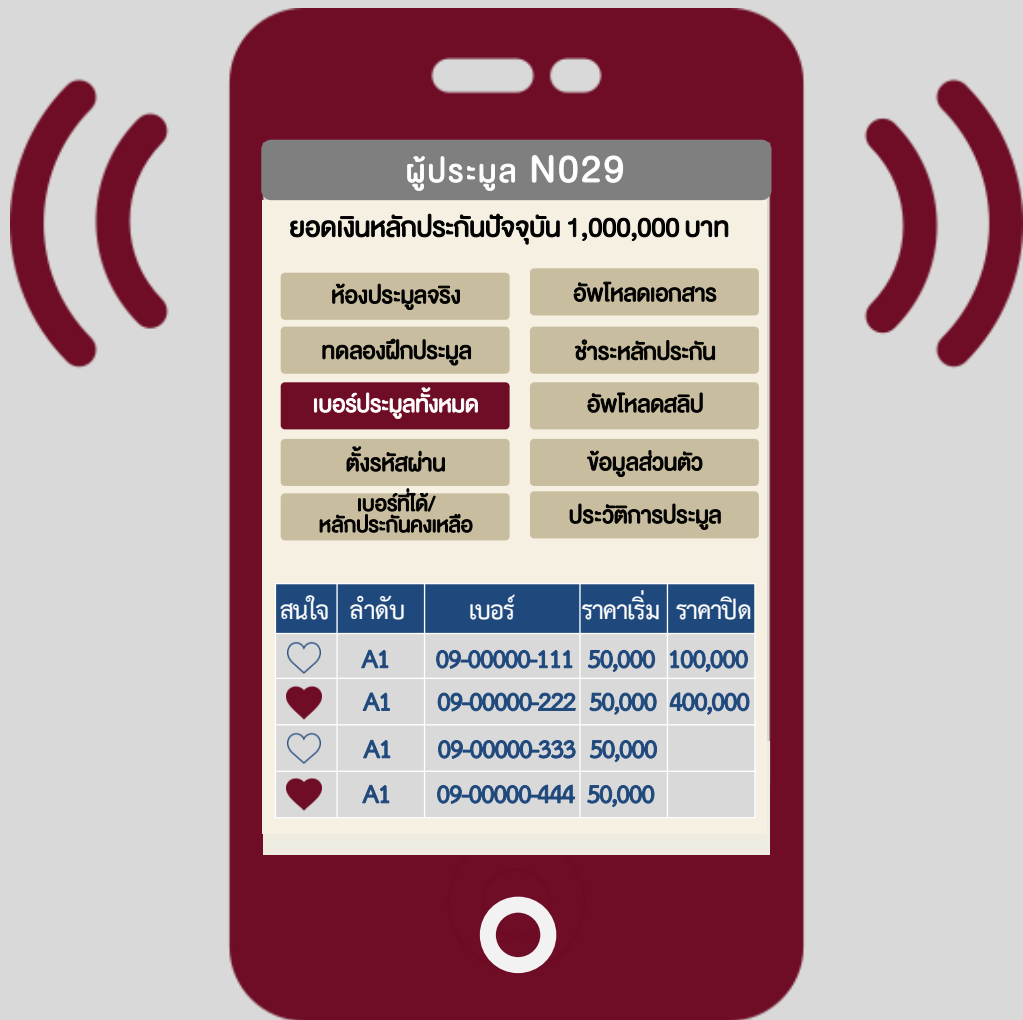 ผู้ประมูล N029
ยอดเงินหลักประกันปัจจุบัน 1,000,000 บาท
ห้องประมูลจริง
อัพโหลดเอกสาร
ทดลองฝึกประมูล
ชำระหลักประกัน
เบอร์ประมูลทั้งหมด
อัพโหลดสลิป
ตั้งรหัสผ่าน
ข้อมูลส่วนตัว
เบอร์ที่ได้/
หลักประกันคงเหลือ
ประวัติการประมูล
สนใจ ลำดับ เบอร์ ราคาเริ่ม ราคาปิด
A1 09-00000-111 50,000 100,000
A1 09-00000-222 50,000 400,000
A1 09-00000-333 50,000
A1 09-00000-444 50,000